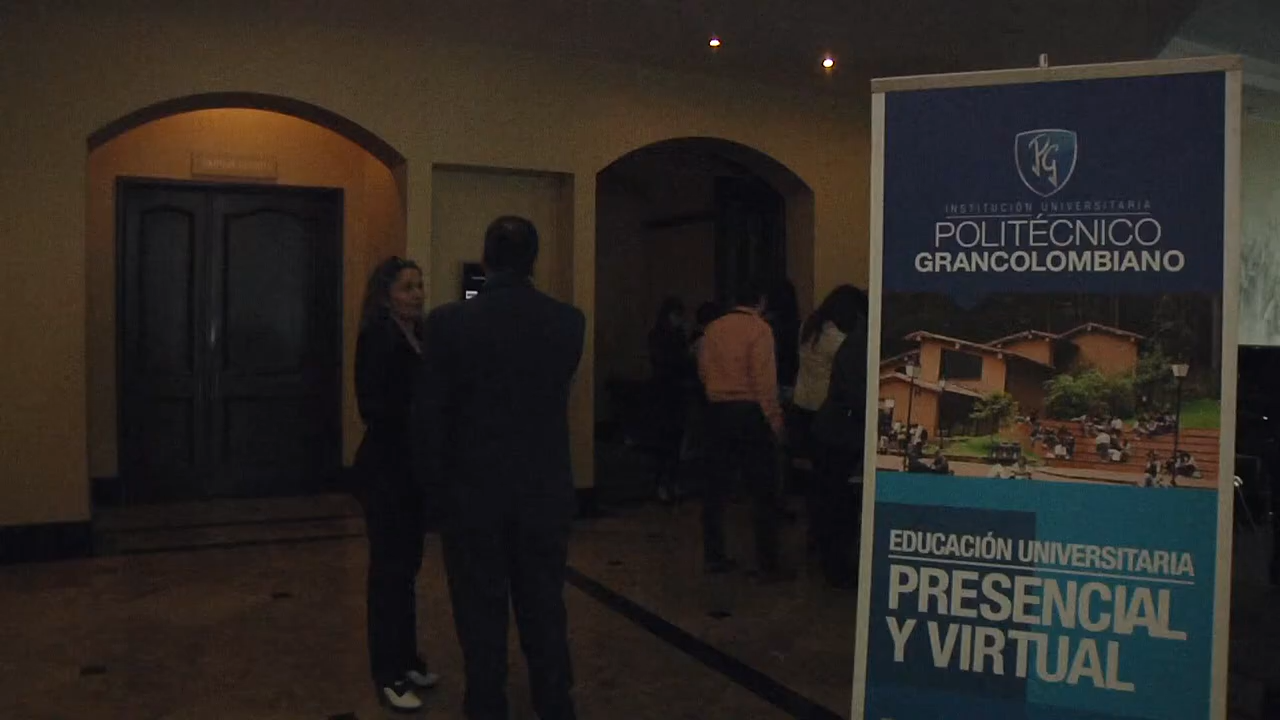 PG
INSTITUCIÓN UNIVERSITARIA
POLITÉCNICO
GRANCOLOMBIANO
EDUCACIÓN UNIVERSITARIA
PRESENCIAL
Y VIRTUAL